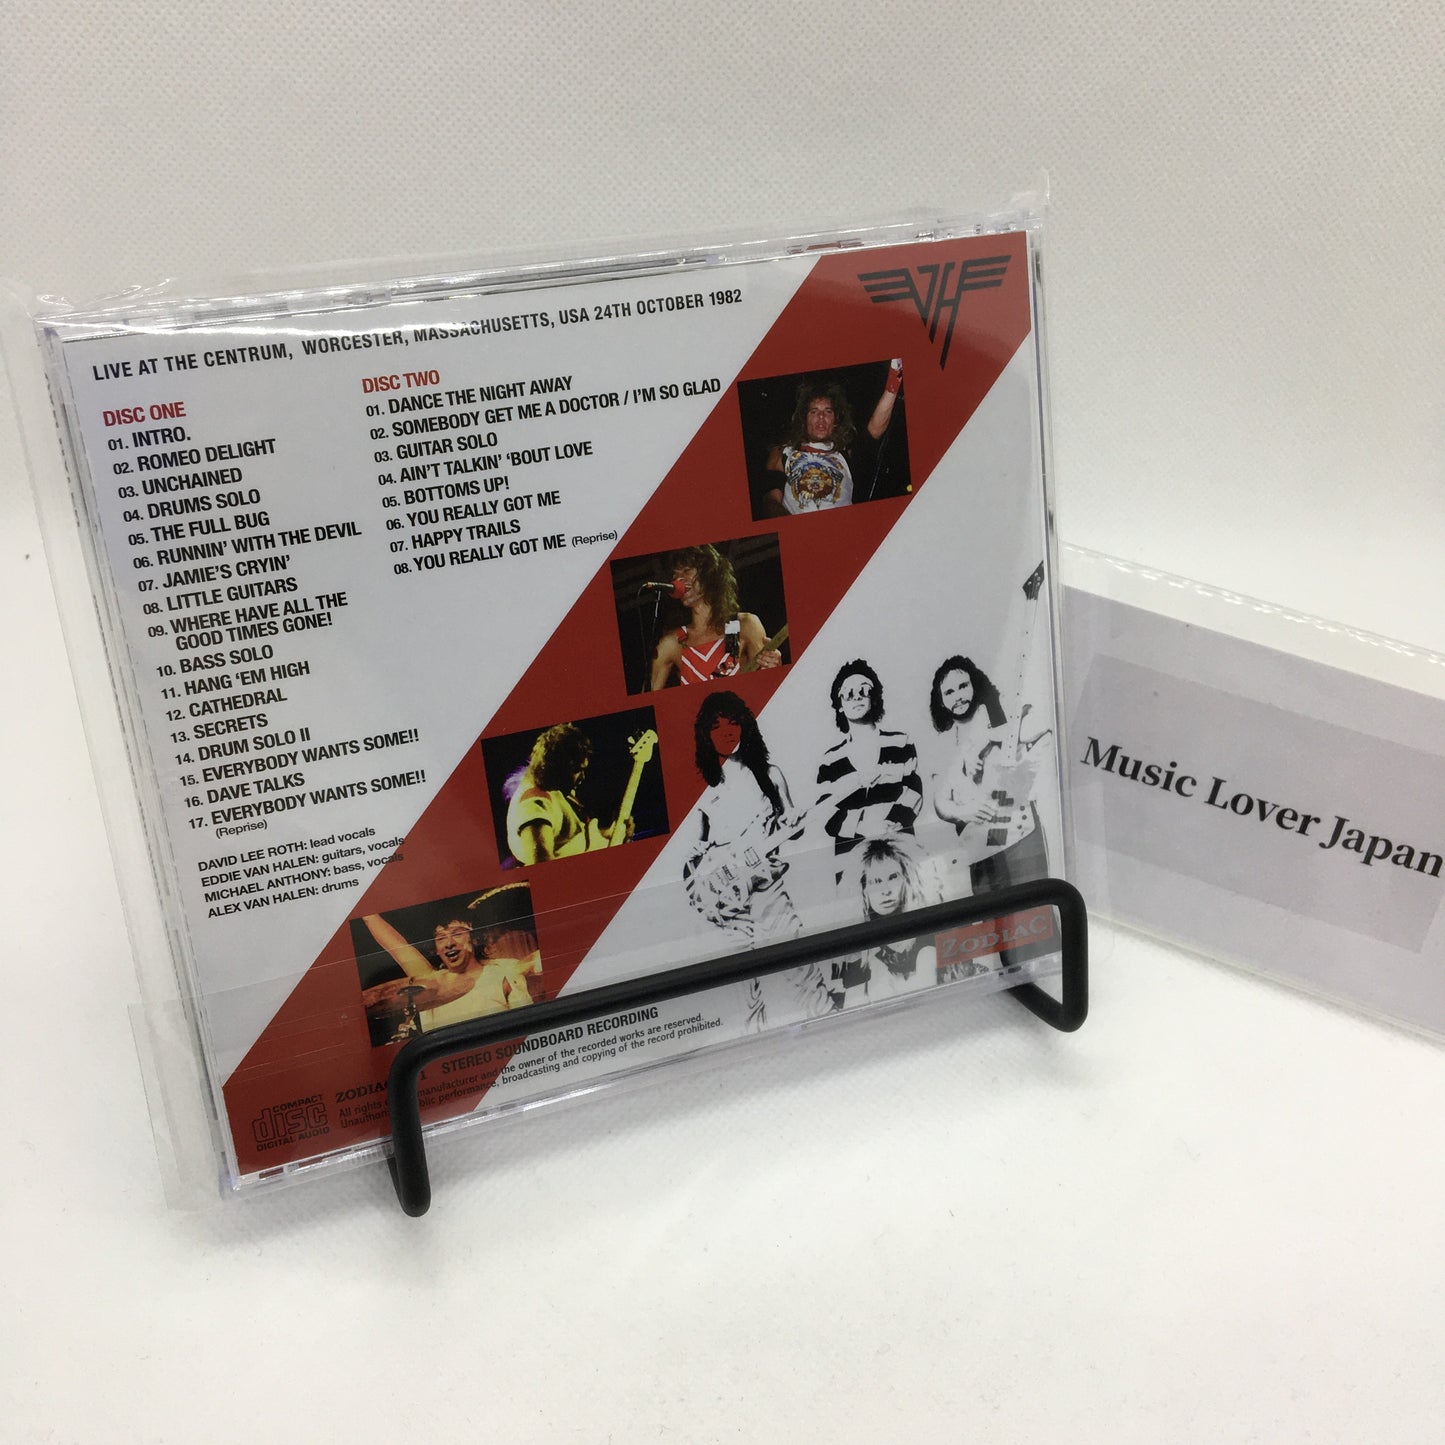 LIVE AT THE CENTRUM, WORCESTER, MASSACHUSETTS, USA 24TH OCTOBER 1982
VH
DISC ONE
01. INTRO.
02. ROMEO DELIGHT
03. UNCHAINED
04. DRUMS SOLO
05. THE FULL BUG
06. RUNNIN' WITH THE DEVIL
07. JAMIE'S CRYIN'
08. LITTLE GUITARS
09. WHERE HAVE ALL THE
GOOD TIMES GONE!
10. BASS SOLO
11. HANG 'EM HIGH
12. CATHEDRAL
13. SECRETS
14. DRUM SOLO II
15. EVERYBODY WANTS SOME!!
16. DAVE TALKS
17. EVERYBODY WANTS SOME!!
(Reprise)
DAVID LEE ROTH: lead vocals
EDDIE VAN HALEN: guitars, vocals
MICHAEL ANTHONY: bass, vocals
ALEX VAN HALEN: drums
DISC TWO
01. DANCE THE NIGHT AWAY
02. SOMEBODY GET ME A DOCTOR / I'M SO GLAD
03. GUITAR SOLO
04. AIN'T TALKIN' 'BOUT LOVE
05. BOTTOMS UP!
06. YOU REALLY GOT ME
07. HAPPY TRAILS
08. YOU REALLY GOT ME (Reprise)
ZODIAC
COMPACT
disc
DIGITAL AUDIO
ZODIAC 1 STEREO SOUNDBOARD RECORDING
All rights manufacturer and the owner of the recorded works are reserved.
performance, broadcasting and copying of the record prohibited.
Music Lover Japan